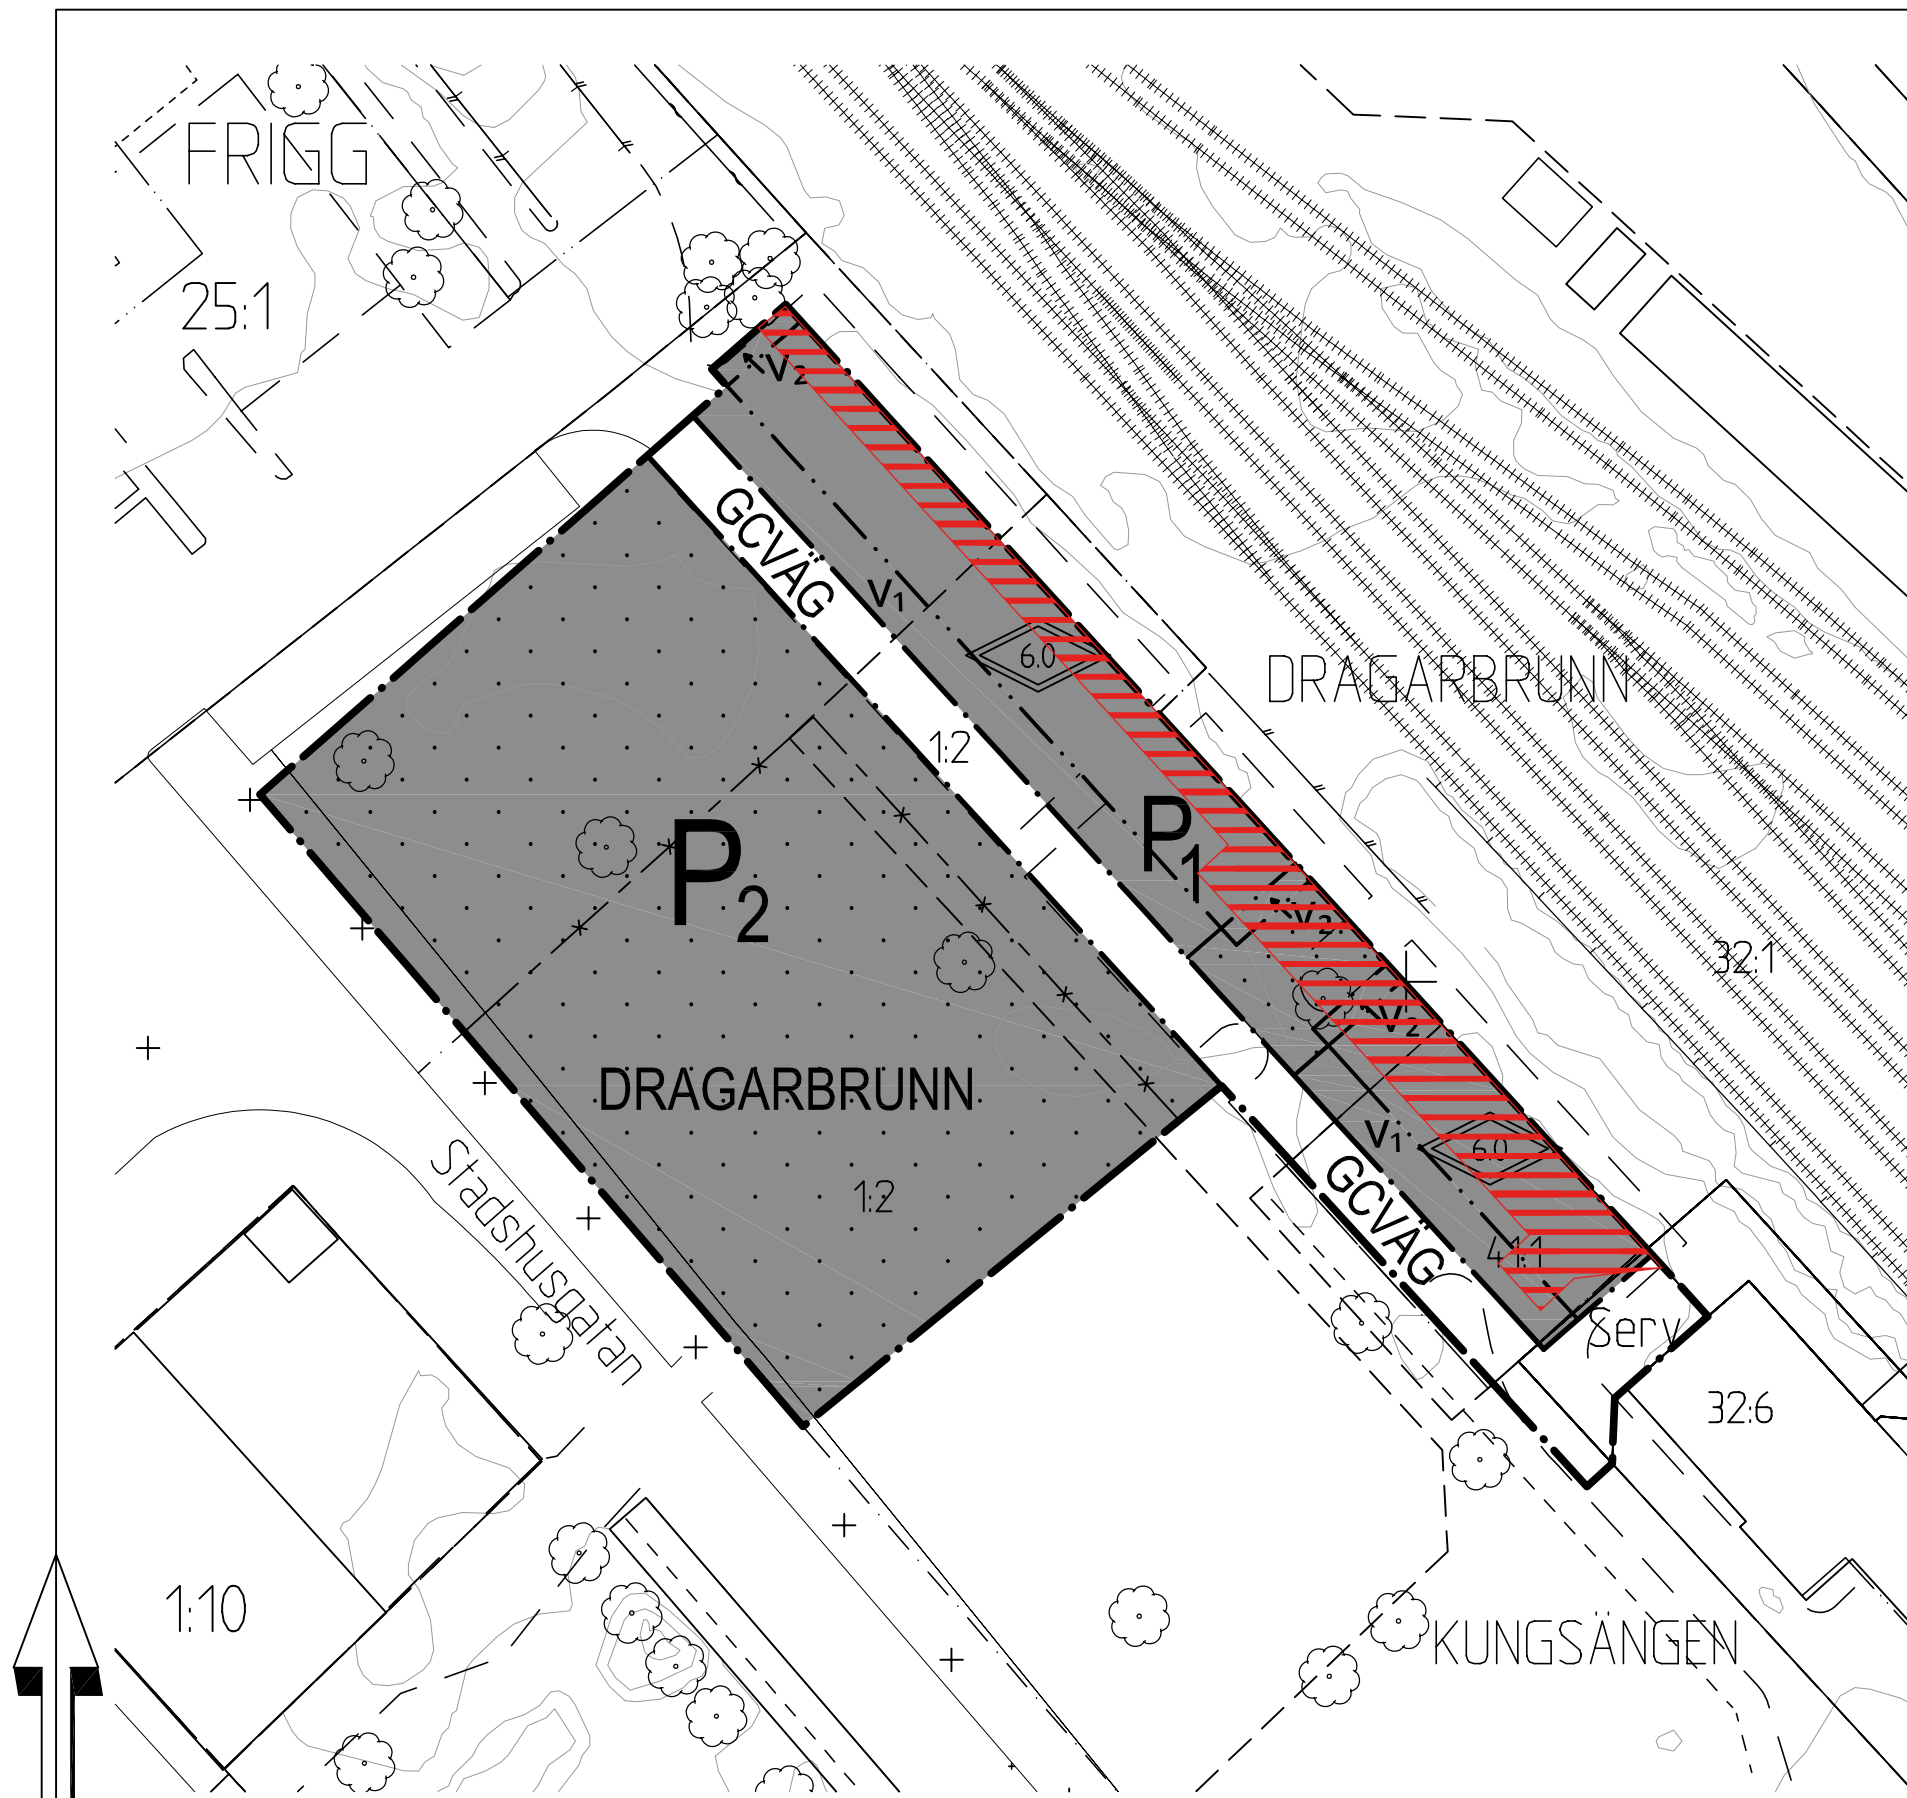 FRIGG
25:1
V2
GCVÄG
V1
6.0
DRAGARBRUNN
1:2
P1
P2
V2
32:1
V2
DRAGARBRUNN
V1
6.0
1:2
GCVÄG
Stadshusgatan
41:1
Serv
32:6
1:10
KUNGSÄNGEN